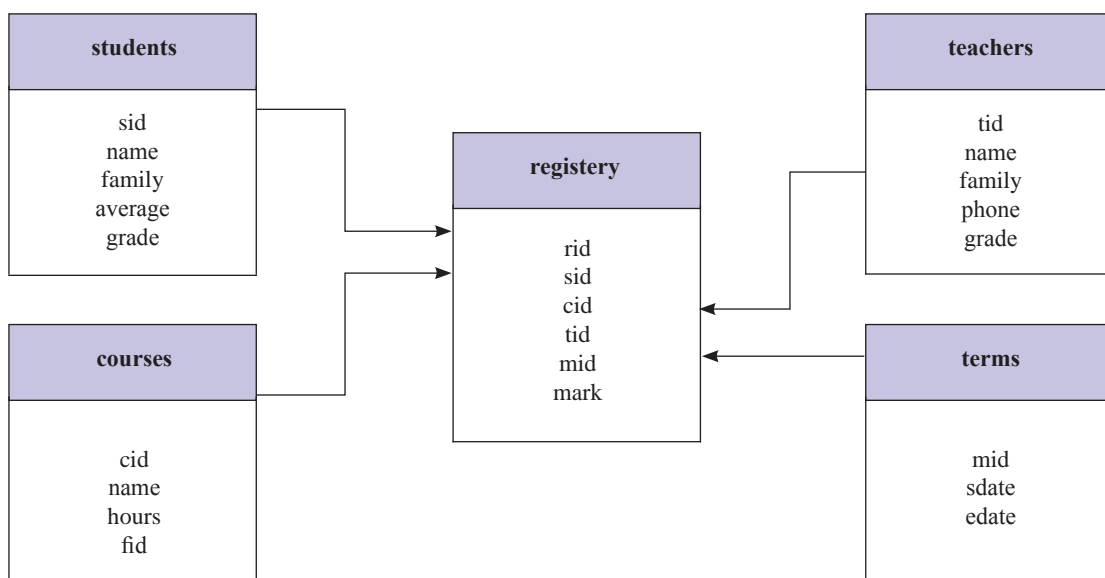 students
sid
name
family
average
grade
courses
cid
name
hours
fid
registery
rid
sid
cid
tid
mid
mark
teachers
tid
name
family
phone
grade
terms
mid
sdate
edate